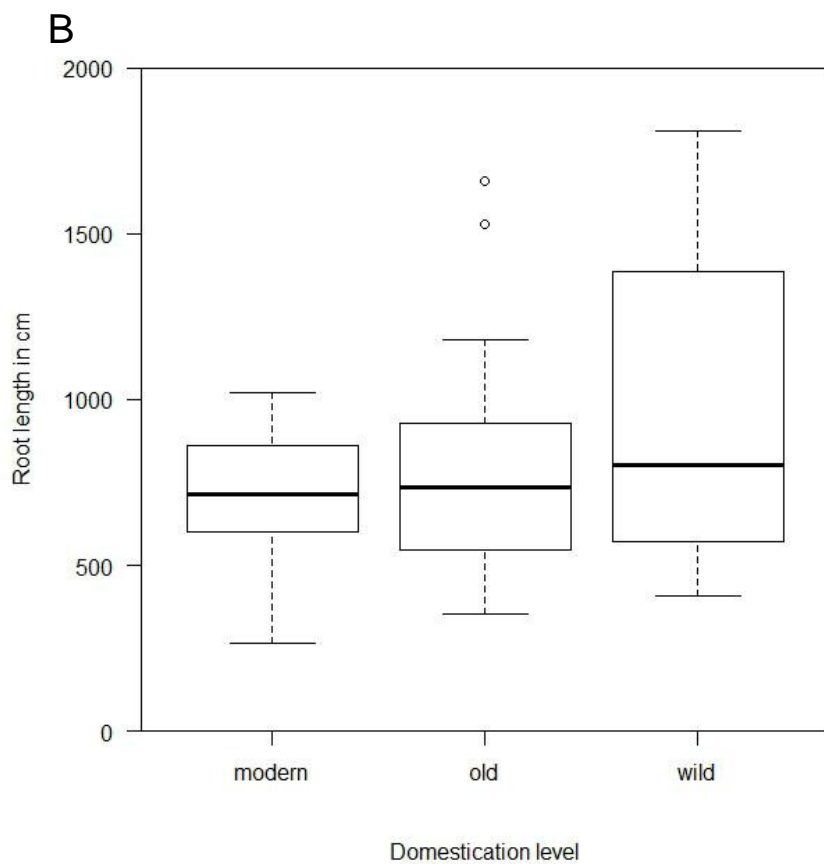 B
2000
1500
1000
500
0
Root length in cm
modern old wild
Domestication level